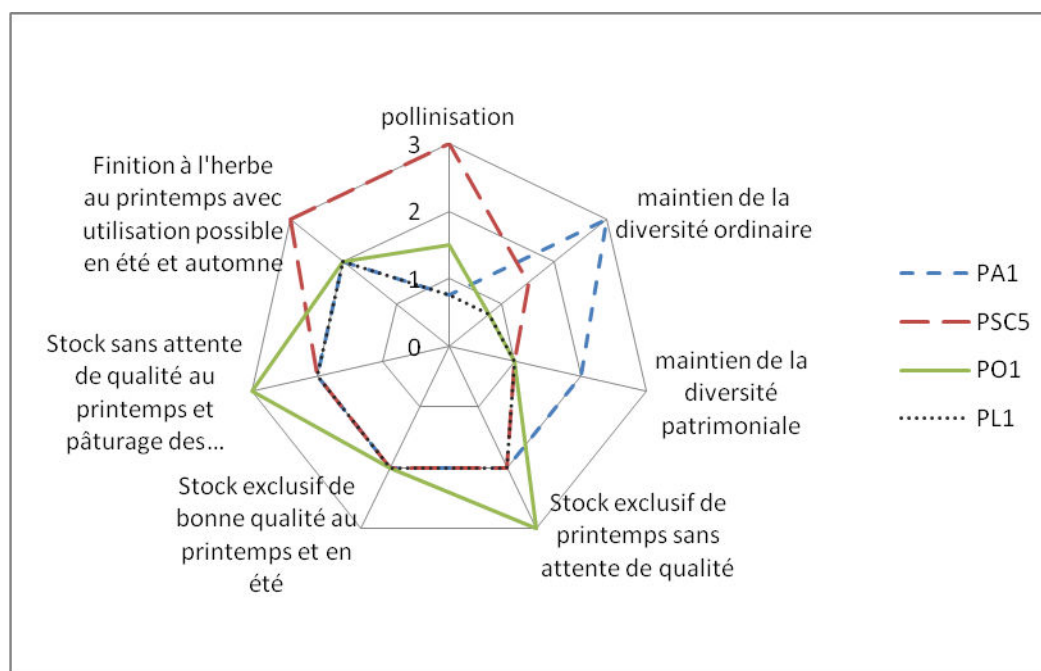 pollinisation
3
2
1
0
maintien de la
diversité ordinaire
maintien de la
diversité
patrimoniale
Stock exclusif de
printemps sans
attente de qualité
Stock exclusif de
bonne qualité au
printemps et en
été
Stock sans attente
de qualité au
printemps et
pâturage des...
Finition à l'herbe
au printemps avec
utilisation possible
en été et automne
PA1
PSC5
PO1
PL1